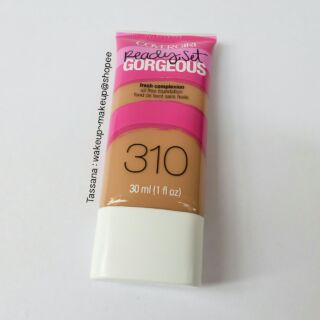 COVERGIRL
Ready, Set
GORGEOUS
fresh complexion
oil-free foundation
fond de teint sans huile
310
30 ml (1 fl oz)
Tassana : wakeup~makeup@shopee